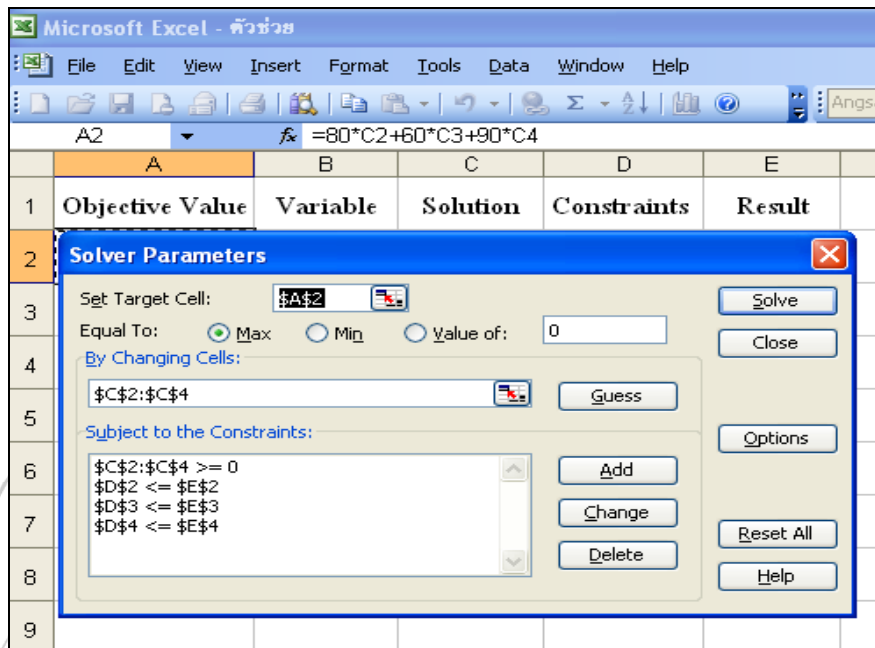 Microsoft Excel - ตัวช่วย
File Edit View Insert Format Tools Data Window Help
Angs
A2 fx =80*C2+60*C3+90*C4
A B C D E
1 Objective Value Variable Solution Constraints Result
2
Solver Parameters
Set Target Cell: $A$2 Solve
3
Equal To: Max Min Value of: 0 Close
By Changing Cells:
4
$C$2:$C$4 Guess
5
Subject to the Constraints: Options
$C$2:$C$4 >= 0 Add
6
$D$2 <= $E$2
$D$3 <= $E$3
$D$4 <= $E$4 Change
7
Reset All
Delete
8
Help
9